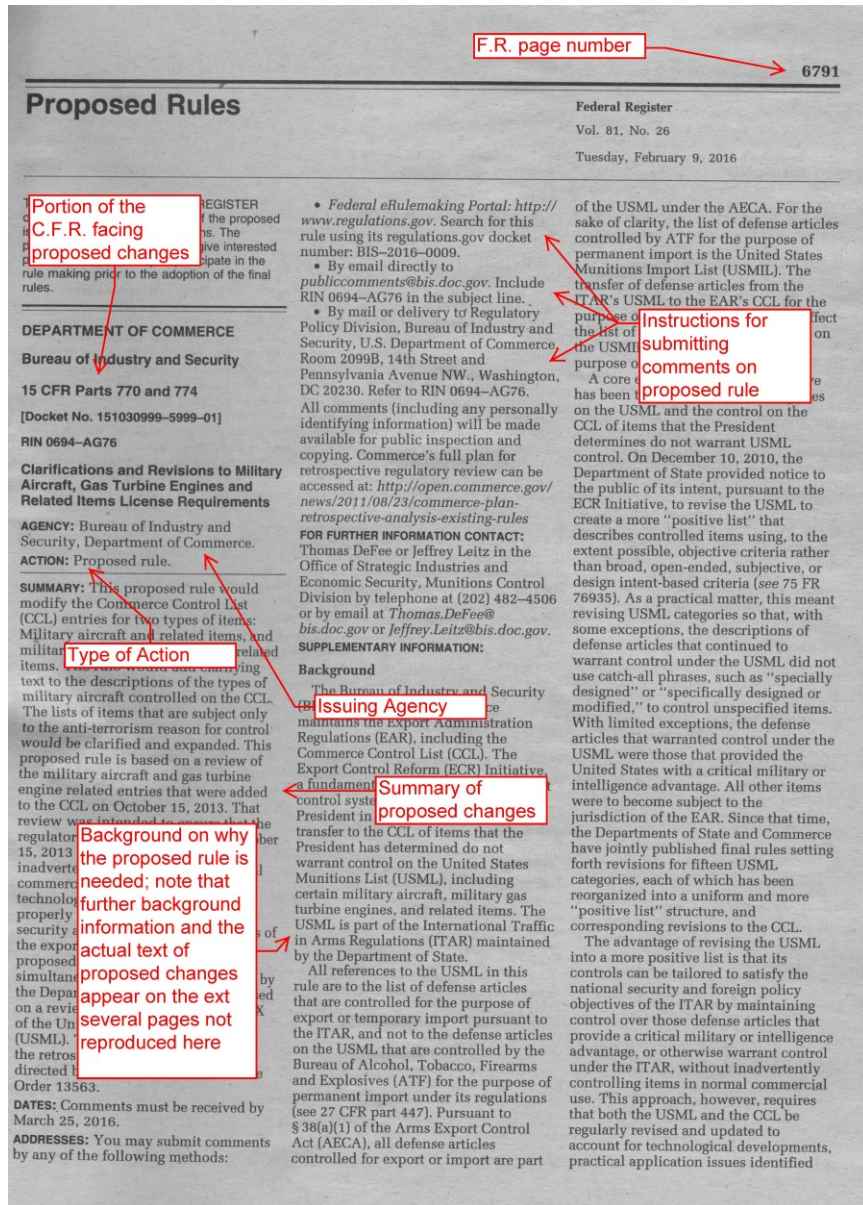 F.R. page number
6791
Proposed Rules
Federal Register
Vol. 81, No. 26
Tuesday, February 9, 2016
Portion of the
C.F.R. facing
proposed changes
REGISTER
of the proposed
The
give interested
rule making prior to the adoption of the final
rules.
DEPARTMENT OF COMMERCE
Bureau of Industry and Security
15 CFR Parts 770 and 774
[Docket No. 151030999–5999–01]
RIN 0694–AG76
Clarifications and Revisions to Military
Aircraft, Gas Turbine Engines and
Related Items License Requirements
AGENCY: Bureau of Industry and
Security, Department of Commerce.
ACTION: Proposed rule.
SUMMARY: This proposed rule would
modify the Commerce Control List
(CCL) entries for two types of items:
Military aircraft and related items, and
related
Type of Action
items.
text to the descriptions of the types of
military aircraft controlled on the CCL.
The lists of items that are subject only
to the anti-terrorism reason for control
would be clarified and expanded. This
proposed rule is based on a review of
the military aircraft and gas turbine
engine related entries that were added
to the CCL on October 15, 2013. That
review was intended to ensure that the
Background on why
the proposed rule is
needed; note that
further background
information and the
actual text of
proposed changes
appear on the ext
several pages not
reproduced here
15, 2013
properly
security
of
the
proposed
by
the
on a
of the
(USML).
the
directed
Order 13563.
DATES: Comments must be received by
March 25, 2016.
ADDRESSES: You may submit comments
by any of the following methods:
• Federal eRulemaking Portal: http://
www.regulations.gov. Search for this
rule using its regulations.gov docket
number: BIS–2016–0009.
• By email directly to
publiccomments@bis.doc.gov. Include
RIN 0694–AG76 in the subject line.
• By mail or delivery to Regulatory
Policy Division, Bureau of Industry and
Security, U.S. Department of Commerce,
Room 2099B, 14th Street and
Pennsylvania Avenue NW., Washington,
DC 20230. Refer to RIN 0694–AG76.
All comments (including any personally
identifying information) will be made
available for public inspection and
copying. Commerce's full plan for
retrospective regulatory review can be
accessed at: http://open.commerce.gov/
news/2011/08/23/commerce-plan-
retrospective-analysis-existing-rules
FOR FURTHER INFORMATION CONTACT:
Thomas DeFee or Jeffrey Leitz in the
Office of Strategic Industries and
Economic Security, Munitions Control
Division by telephone at (202) 482–4506
or by email at Thomas.DeFee@
bis.doc.gov or Jeffrey.Leitz@bis.doc.gov.
SUPPLEMENTARY INFORMATION:
Background
The Bureau of Industry and Security
Issuing Agency
maintains the Export Administration
Regulations (EAR), including the
Commerce Control List (CCL). The
Export Control Reform (ECR) Initiative,
Summary of
proposed changes
control
President in
transfer to the CCL of items that the
President has determined do not
warrant control on the United States
Munitions List (USML), including
certain military aircraft, military gas
turbine engines, and related items. The
USML is part of the International Traffic
in Arms Regulations (ITAR) maintained
by the Department of State.
All references to the USML in this
rule are to the list of defense articles
that are controlled for the purpose of
export or temporary import pursuant to
the ITAR, and not to the defense articles
on the USML that are controlled by the
Bureau of Alcohol, Tobacco, Firearms
and Explosives (ATF) for the purpose of
permanent import under its regulations
(see 27 CFR part 447). Pursuant to
§ 38(a)(1) of the Arms Export Control
Act (AECA), all defense articles
controlled for export or import are part
of the USML under the AECA. For the
sake of clarity, the list of defense articles
controlled by ATF for the purpose of
permanent import is the United States
Munitions Import List (USMIL). The
transfer of defense articles from the
ITAR's USML to the EAR's CCL for the
purpose
Instructions for
submitting
comments on
proposed rule
the list of
on
the
purpose
A core
has been
on the USML and the control on the
CCL of items that the President
determines do not warrant USML
control. On December 10, 2010, the
Department of State provided notice to
the public of its intent, pursuant to the
ECR Initiative, to revise the USML to
create a more "positive list" that
describes controlled items using, to the
extent possible, objective criteria rather
than broad, open-ended, subjective, or
design intent-based criteria (see 75 FR
76935). As a practical matter, this meant
revising USML categories so that, with
some exceptions, the descriptions of
defense articles that continued to
warrant control under the USML did not
use catch-all phrases, such as "specially
designed" or "specifically designed or
modified," to control unspecified items.
With limited exceptions, the defense
articles that warranted control under the
USML were those that provided the
United States with a critical military or
intelligence advantage. All other items
were to become subject to the
jurisdiction of the EAR. Since that time,
the Departments of State and Commerce
have jointly published final rules setting
forth revisions for fifteen USML
categories, each of which has been
reorganized into a uniform and more
"positive list" structure, and
corresponding revisions to the CCL.
The advantage of revising the USML
into a more positive list is that its
controls can be tailored to satisfy the
national security and foreign policy
objectives of the ITAR by maintaining
control over those defense articles that
provide a critical military or intelligence
advantage, or otherwise warrant control
under the ITAR, without inadvertently
controlling items in normal commercial
use. This approach, however, requires
that both the USML and the CCL be
regularly revised and updated to
account for technological developments,
practical application issues identified